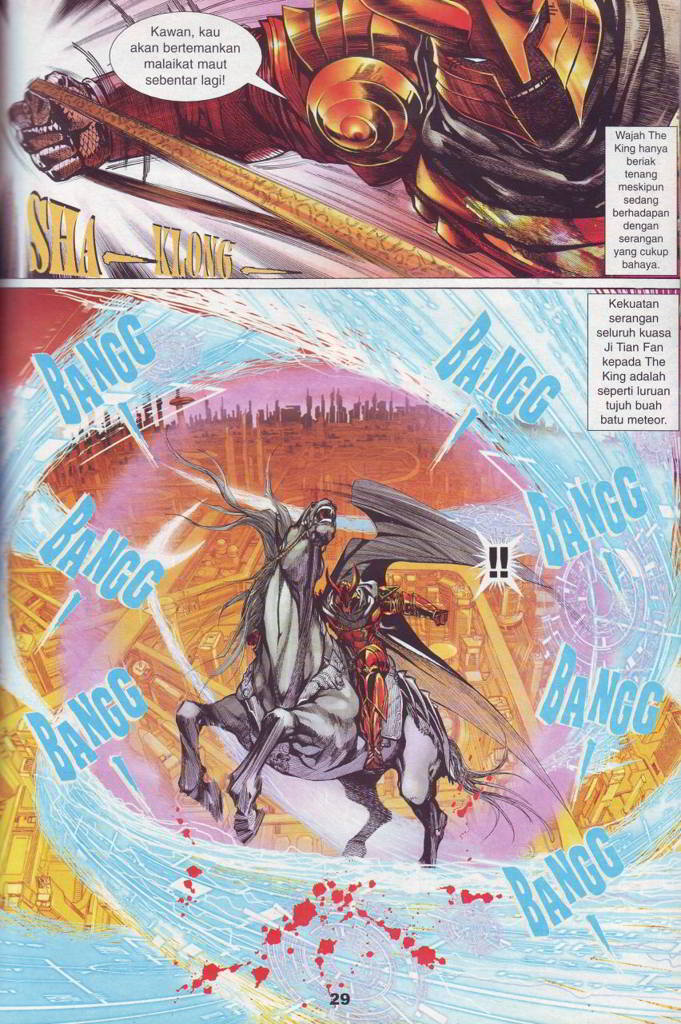 Kawan, kau
akan bertemankan
malaikat maut
sebentar lagi!
Wajah The
King hanya
beriak
tenang
meskipun
sedang
berhadapan
dengan
serangan
yang cukup
bahaya.
SHA — KLONG —
Kekuatan
serangan
seluruh kuasa
Ji Tian Fan
kepada The
King adalah
seperti luruan
tujuh buah
batu meteor.
BANGG!
BANGG!
BANGG!
BANGG!
!!
BANGG!
BANGG!
BANGG!
29